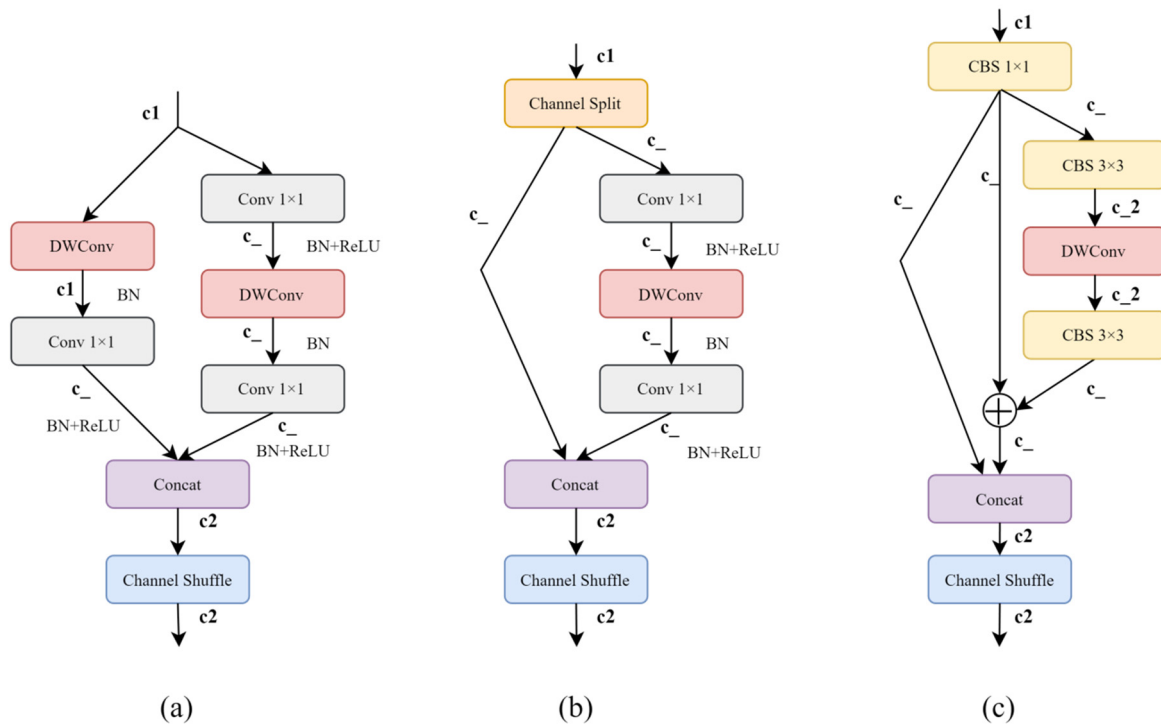 c1
DWConv
c1
BN
Conv 1×1
c_
BN+ReLU
Conv 1×1
c_
BN+ReLU
DWConv
c_
BN
Conv 1×1
c_
BN+ReLU
Concat
c2
Channel Shuffle
c2
(a)
c1
Channel Split
c_
c_
Conv 1×1
c_
BN+ReLU
DWConv
c_
BN
Conv 1×1
c_
BN+ReLU
Concat
c2
Channel Shuffle
c2
(b)
c1
CBS 1×1
c_
c_
c_
CBS 3×3
c_2
DWConv
c_2
CBS 3×3
c_
c_
Concat
c2
Channel Shuffle
c2
(c)